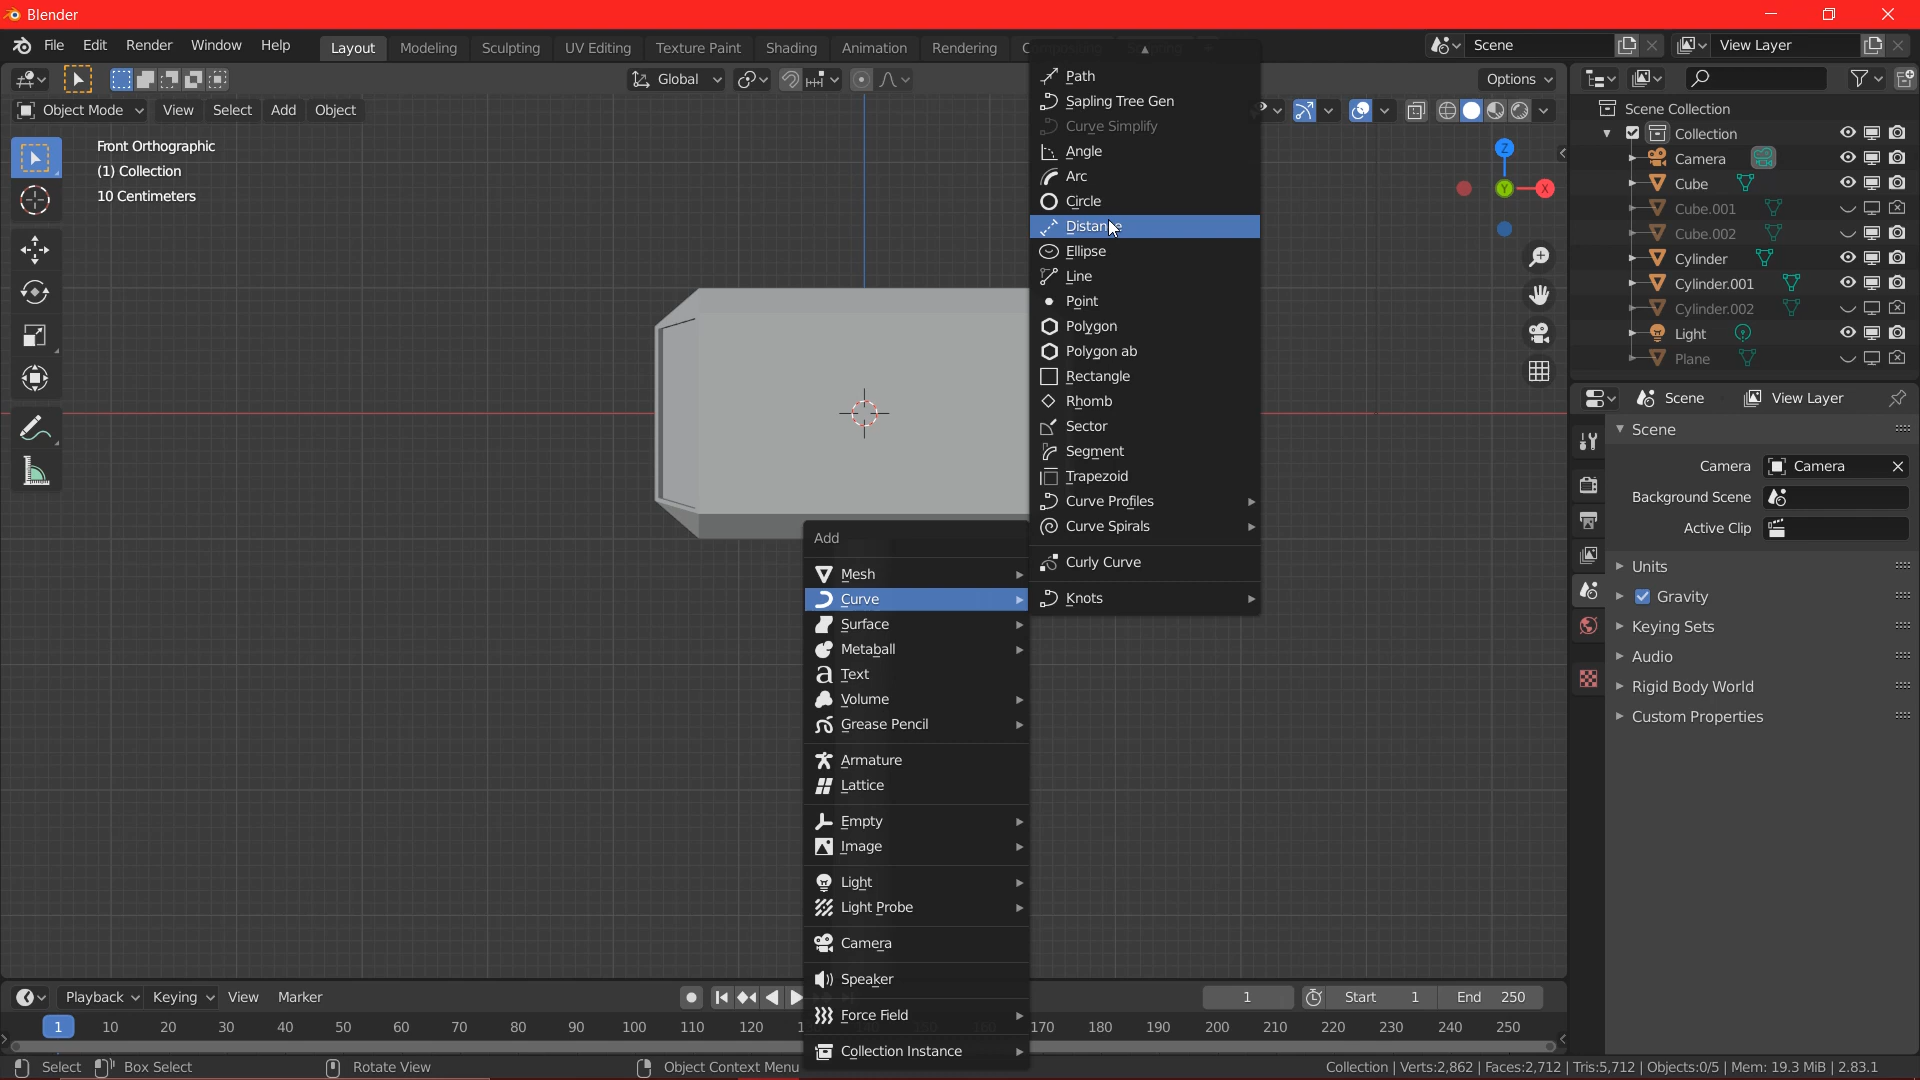 Blender
File Edit Render Window Help Layout Modeling Sculpting UV Editing Texture Paint Shading Animation Rendering
Scene View Layer
Global Options
Object Mode View Select Add Object
Front Orthographic
(1) Collection
10 Centimeters
Z
Y X
Path
Sapling Tree Gen
Curve Simplify
Angle
Arc
Circle
Distance
Ellipse
Line
Point
Polygon
Polygon ab
Rectangle
Rhomb
Sector
Segment
Trapezoid
Curve Profiles
Curve Spirals
Curly Curve
Knots
Add
Mesh
Curve
Surface
Metaball
Text
Volume
Grease Pencil
Armature
Lattice
Empty
Image
Light
Light Probe
Camera
Speaker
Force Field
Collection Instance
Scene Collection
Collection
Camera
Cube
Cube.001
Cube.002
Cylinder
Cylinder.001
Cylinder.002
Light
Plane
Scene View Layer
Scene
Camera Camera
Background Scene
Active Clip
Units
Gravity
Keying Sets
Audio
Rigid Body World
Custom Properties
Playback Keying View Marker 1 Start 1 End 250
1 10 20 30 40 50 60 70 80 90 100 110 120 140 150 160 170 180 190 200 210 220 230 240 250
Select Box Select Rotate View Object Context Menu Collection | Verts:2,862 | Faces:2,712 | Tris:5,712 | Objects:0/5 | Mem: 19.3 MiB | 2.83.1